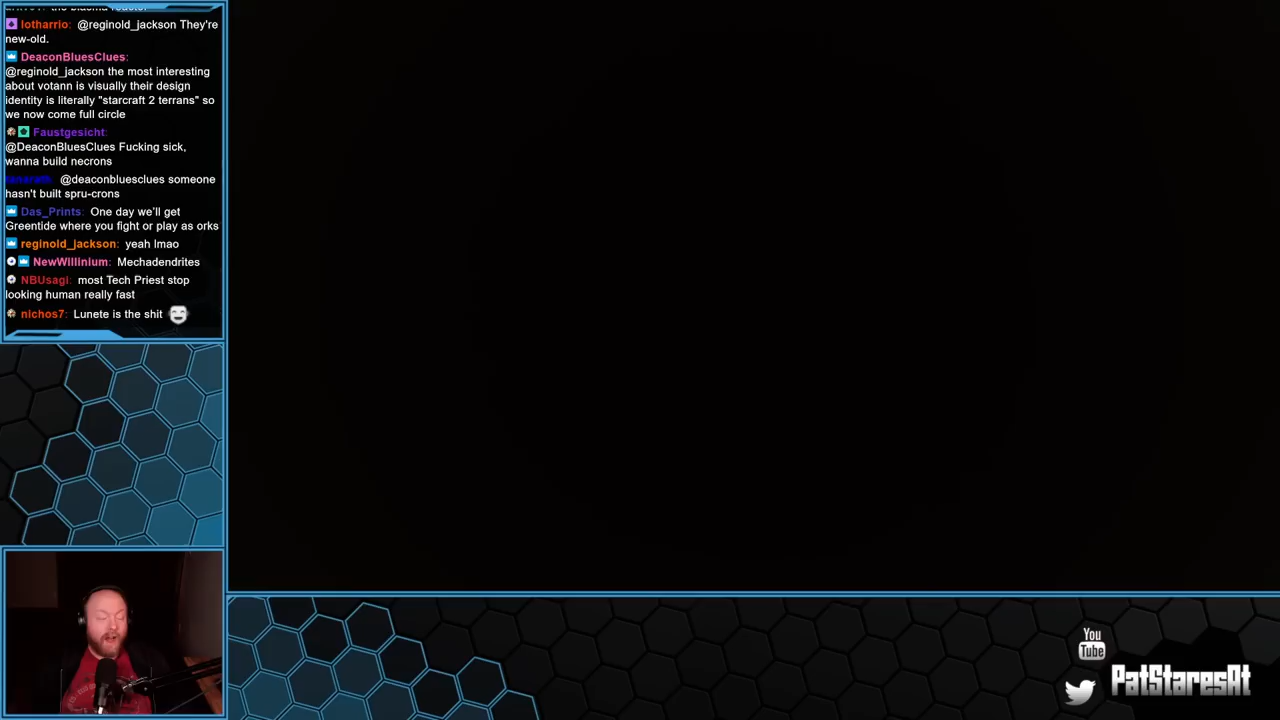 lotharrio: @reginold_jackson They're
new-old.
DeaconBluesClues:
@reginold_jackson the most interesting
about votann is visually their design
identity is literally "starcraft 2 terrans" so
we now come full circle
Faustgesicht:
@DeaconBluesClues Fucking sick,
wanna build necrons
@deaconbluesclues someone
hasn't built spru-crons
Das_Prints: One day we'll get
Greentide where you fight or play as orks
reginold_jackson: yeah lmao
NewWillinium: Mechadendrites
NBUsagi: most Tech Priest stop
looking human really fast
nichos7: Lunete is the shit
You
Tube
PatStaresAt